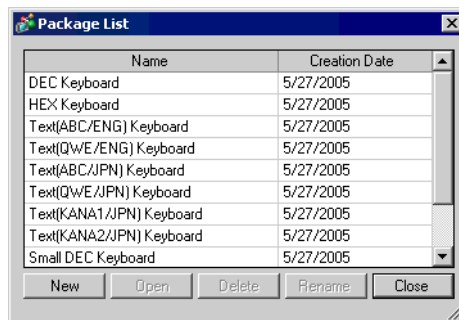 Package List
Name Creation Date
DEC Keyboard 5/27/2005
HEX Keyboard 5/27/2005
Text(ABC/ENG) Keyboard 5/27/2005
Text(QWE/ENG) Keyboard 5/27/2005
Text(ABC/JPN) Keyboard 5/27/2005
Text(QWE/JPN) Keyboard 5/27/2005
Text(KANA1/JPN) Keyboard 5/27/2005
Text(KANA2/JPN) Keyboard 5/27/2005
Small DEC Keyboard 5/27/2005
New Open Delete Rename Close